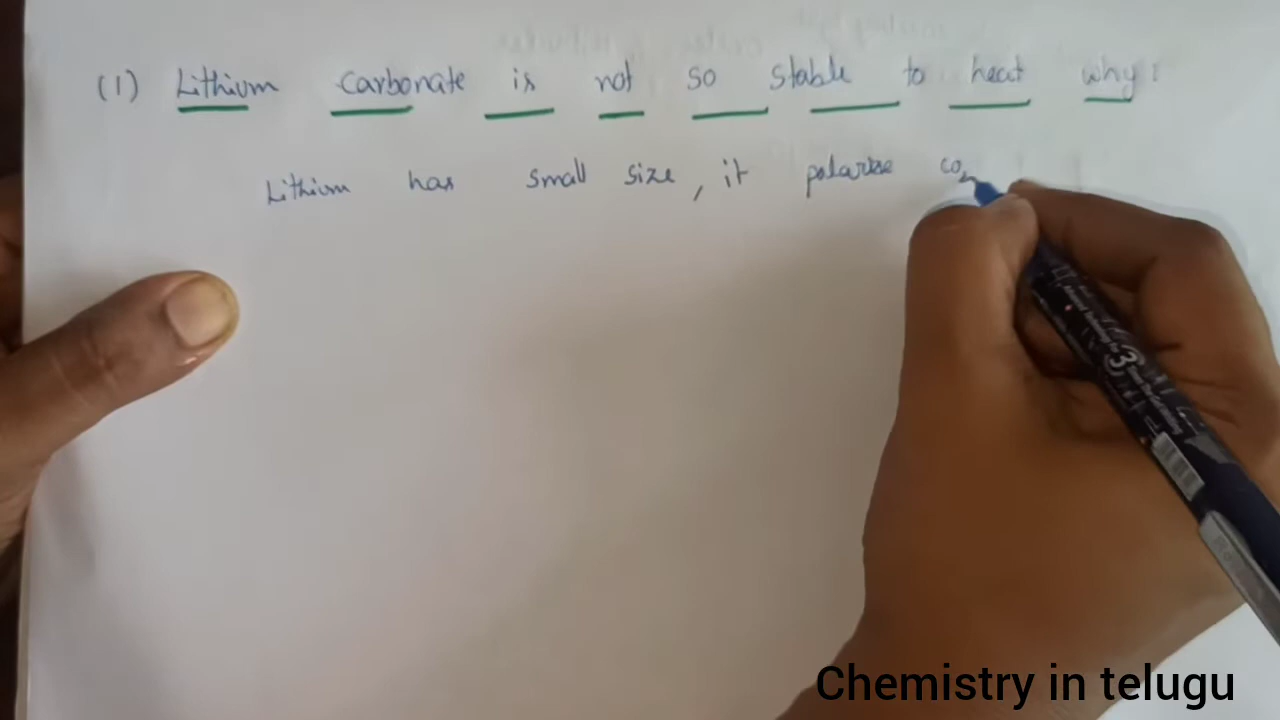 (1) Lithium carbonate is not so stable to heat why?
Lithium has small size, it polarise co
Chemistry in telugu